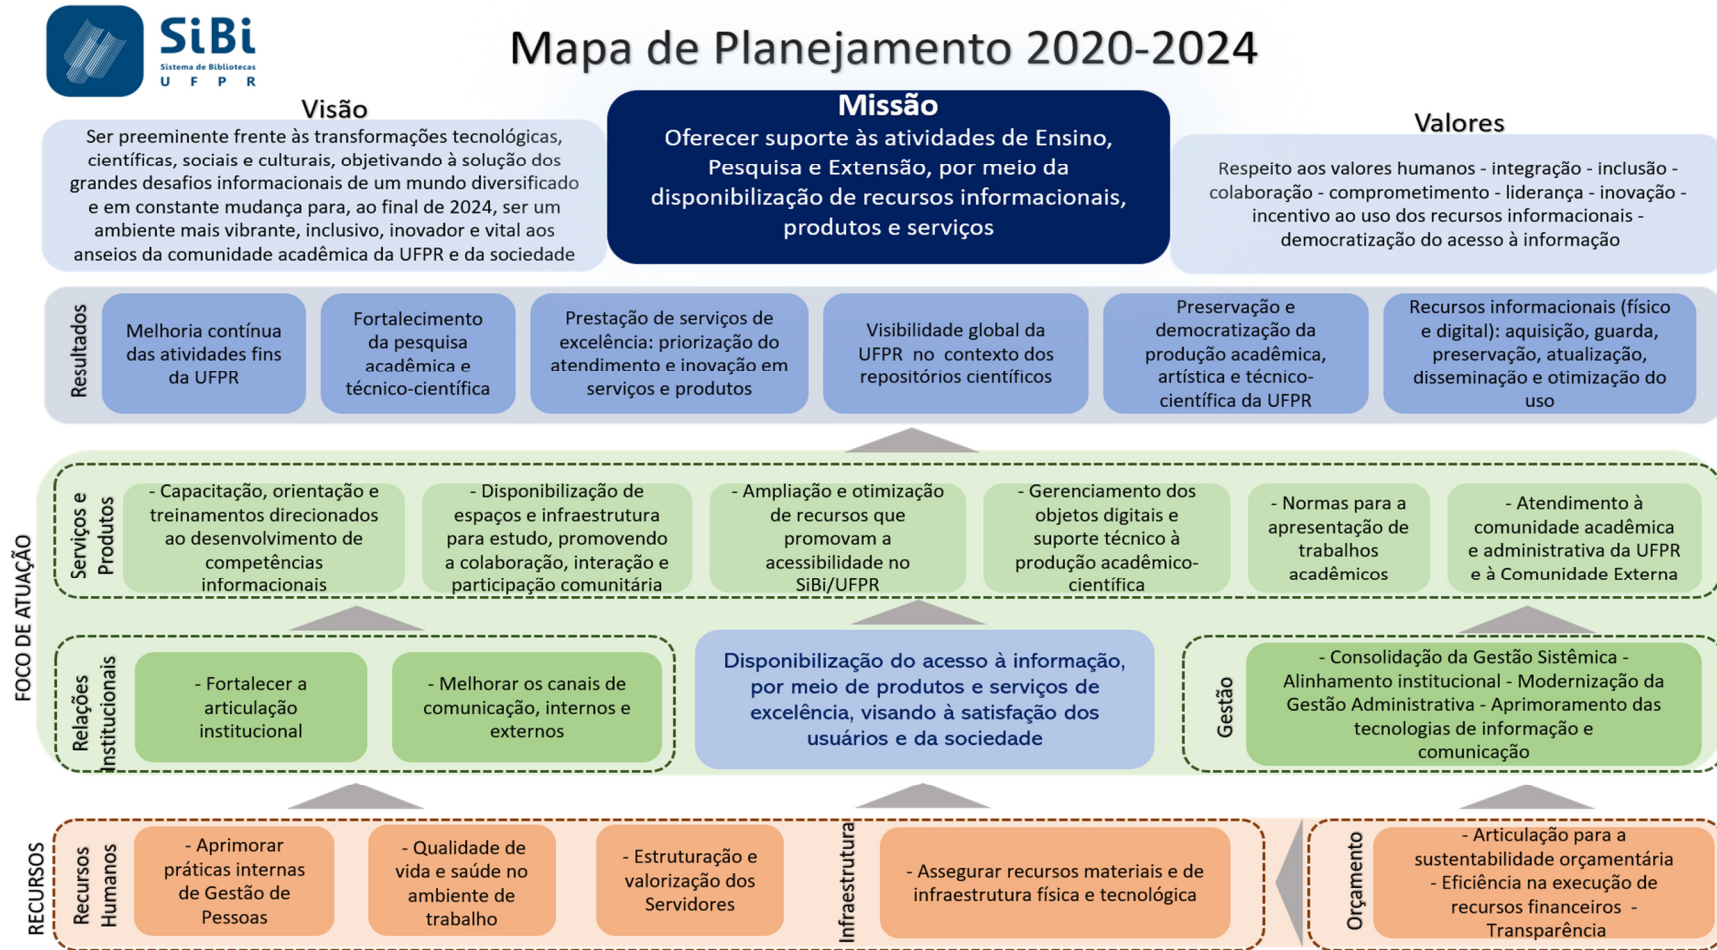 SiBi
Sistema de Bibliotecas
U F P R
Mapa de Planejamento 2020-2024
Visão
Ser preeminente frente às transformações tecnológicas,
científicas, sociais e culturais, objetivando à solução dos
grandes desafios informacionais de um mundo diversificado
e em constante mudança para, ao final de 2024, ser um
ambiente mais vibrante, inclusivo, inovador e vital aos
anseios da comunidade acadêmica da UFPR e da sociedade
Missão
Oferecer suporte às atividades de Ensino,
Pesquisa e Extensão, por meio da
disponibilização de recursos informacionais,
produtos e serviços
Valores
Respeito aos valores humanos - integração - inclusão -
colaboração - comprometimento - liderança - inovação -
incentivo ao uso dos recursos informacionais -
democratização do acesso à informação
Resultados
Melhoria contínua
das atividades fins
da UFPR
Fortalecimento
da pesquisa
acadêmica e
técnico-científica
Prestação de serviços de
excelência: priorização do
atendimento e inovação em
serviços e produtos
Visibilidade global da
UFPR no contexto dos
repositórios científicos
Preservação e
democratização da
produção acadêmica,
artística e técnico-
científica da UFPR
Recursos informacionais (físico
e digital): aquisição, guarda,
preservação, atualização,
disseminação e otimização do
uso
FOCO DE ATUAÇÃO
Serviços e
Produtos
- Capacitação, orientação e
treinamentos direcionados
ao desenvolvimento de
competências
informacionais
- Disponibilização de
espaços e infraestrutura
para estudo, promovendo
a colaboração, interação e
participação comunitária
- Ampliação e otimização
de recursos que
promovam a
acessibilidade no
SiBi/UFPR
- Gerenciamento dos
objetos digitais e
suporte técnico à
produção acadêmico-
científica
- Normas para a
apresentação de
trabalhos
acadêmicos
- Atendimento à
comunidade acadêmica
e administrativa da UFPR
e à Comunidade Externa
Relações
Institucionais
- Fortalecer a
articulação
institucional
- Melhorar os canais de
comunicação, internos e
externos
Disponibilização do acesso à informação,
por meio de produtos e serviços de
excelência, visando à satisfação dos
usuários e da sociedade
Gestão
- Consolidação da Gestão Sistêmica -
Alinhamento institucional - Modernização da
Gestão Administrativa - Aprimoramento das
tecnologias de informação e
comunicação
RECURSOS
Recursos
Humanos
- Aprimorar
práticas internas
de Gestão de
Pessoas
- Qualidade de
vida e saúde no
ambiente de
trabalho
- Estruturação e
valorização dos
Servidores
Infraestrutura
- Assegurar recursos materiais e de
infraestrutura física e tecnológica
Orçamento
- Articulação para a
sustentabilidade orçamentária
- Eficiência na execução de
recursos financeiros -
Transparência